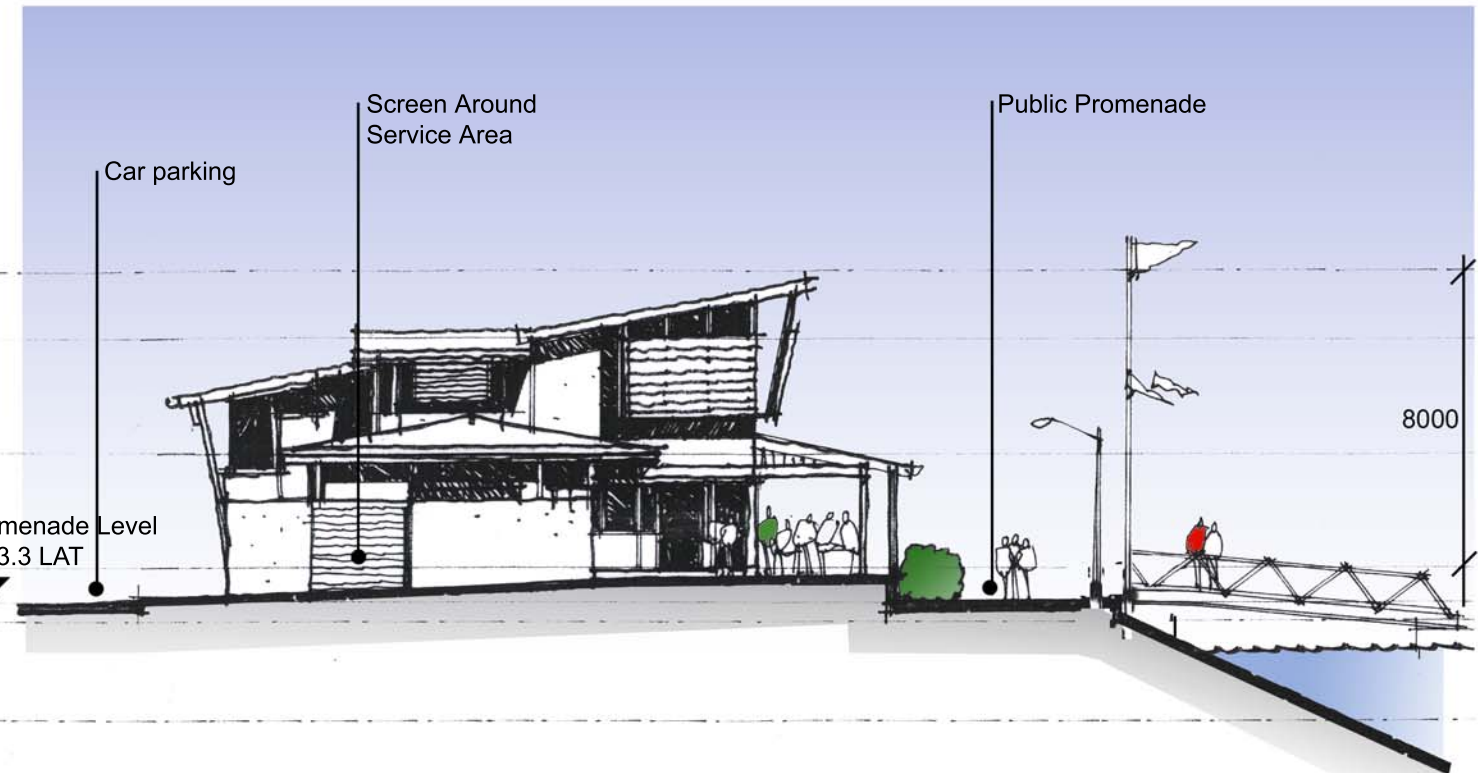 Screen Around
Service Area
Public Promenade
Car parking
8000
menade Level
3.3 LAT